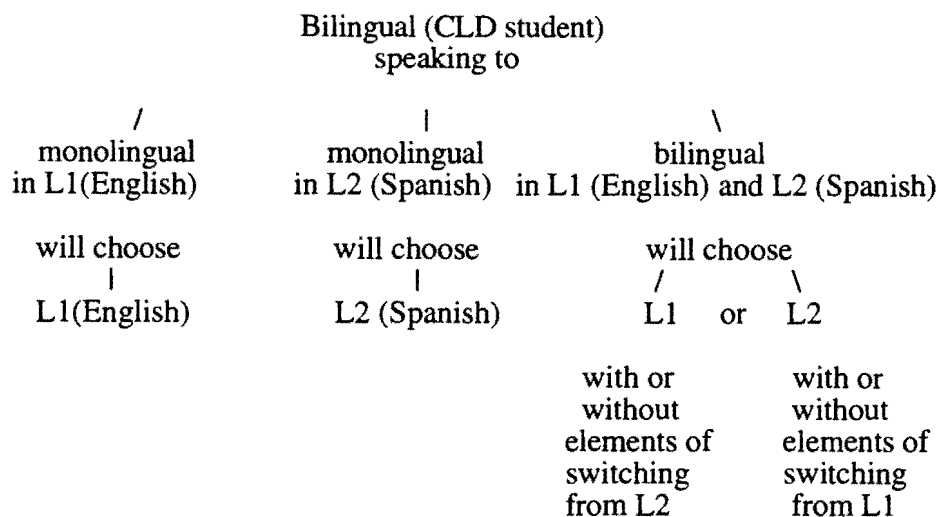 Bilingual (CLD student)
speaking to
/ | \
monolingual monolingual bilingual
in L1(English) in L2 (Spanish) in L1 (English) and L2 (Spanish)
will choose will choose will choose
| | / \
L1(English) L2 (Spanish) L1 or L2
with or with or
without without
elements of elements of
switching switching
from L2 from L1